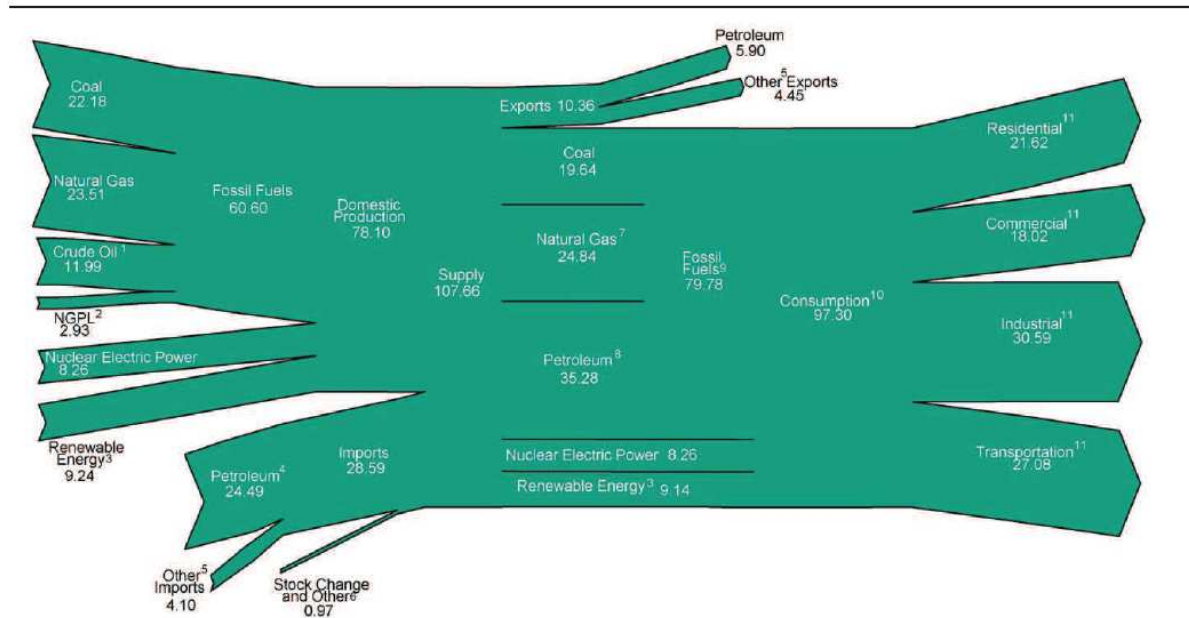 Coal
22.18
Natural Gas
23.51
Crude Oil 1
11.99
NGPL2
2.93
Nuclear Electric Power
8.26
Renewable
Energy3
9.24
Fossil Fuels
60.60
Domestic
Production
78.10
Petroleum4
24.49
Imports
28.59
Other5
Imports
4.10
Stock Change
and Other6
0.97
Supply
107.66
Petroleum
5.90
Other5 Exports
4.45
Exports 10.36
Coal
19.64
Natural Gas7
24.84
Petroleum8
35.28
Nuclear Electric Power 8.26
Renewable Energy3 9.14
Fossil
Fuels9
79.78
Consumption10
97.30
Residential11
21.62
Commercial11
18.02
Industrial11
30.59
Transportation11
27.08